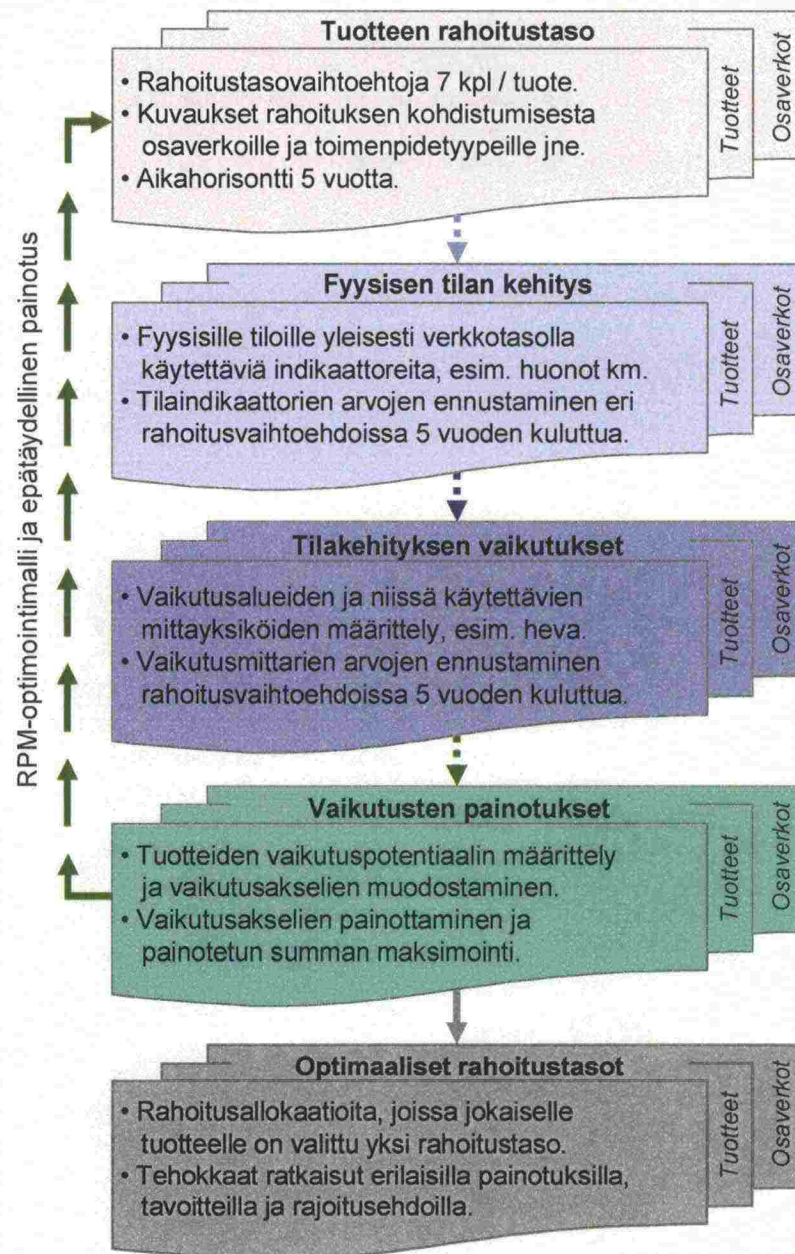 Tuotteen rahoitustaso
• Rahoitustasovaihtoehtoja 7 kpl / tuote.
• Kuvaukset rahoituksen kohdistumisesta
osaverkoille ja toimenpidetyypeille jne.
• Aikahorisontti 5 vuotta.
Tuotteet
Osaverkot
Fyysisen tilan kehitys
• Fyysisille tiloille yleisesti verkkotasolla
käytettäviä indikaattoreita, esim. huonot km.
• Tilaindikaattorien arvojen ennustaminen eri
rahoitusvaihtoehdoissa 5 vuoden kuluttua.
Tuotteet
Osaverkot
Tilakehityksen vaikutukset
• Vaikutusalueiden ja niissä käytettävien
mittayksiköiden määrittely, esim. heva.
• Vaikutusmittarien arvojen ennustaminen
rahoitusvaihtoehdoissa 5 vuoden kuluttua.
Tuotteet
Osaverkot
Vaikutusten painotukset
• Tuotteiden vaikutuspotentiaalin määrittely
ja vaikutusakselien muodostaminen.
• Vaikutusakselien painottaminen ja
painotetun summan maksimointi.
Tuotteet
Osaverkot
Optimaaliset rahoitustasot
• Rahoitusallokaatioita, joissa jokaiselle
tuotteelle on valittu yksi rahoitustaso.
• Tehokkaat ratkaisut erilaisilla painotuksilla,
tavoitteilla ja rajoitusehdoilla.
Tuotteet
Osaverkot
RPM-optimointimalli ja epätäydellinen painotus